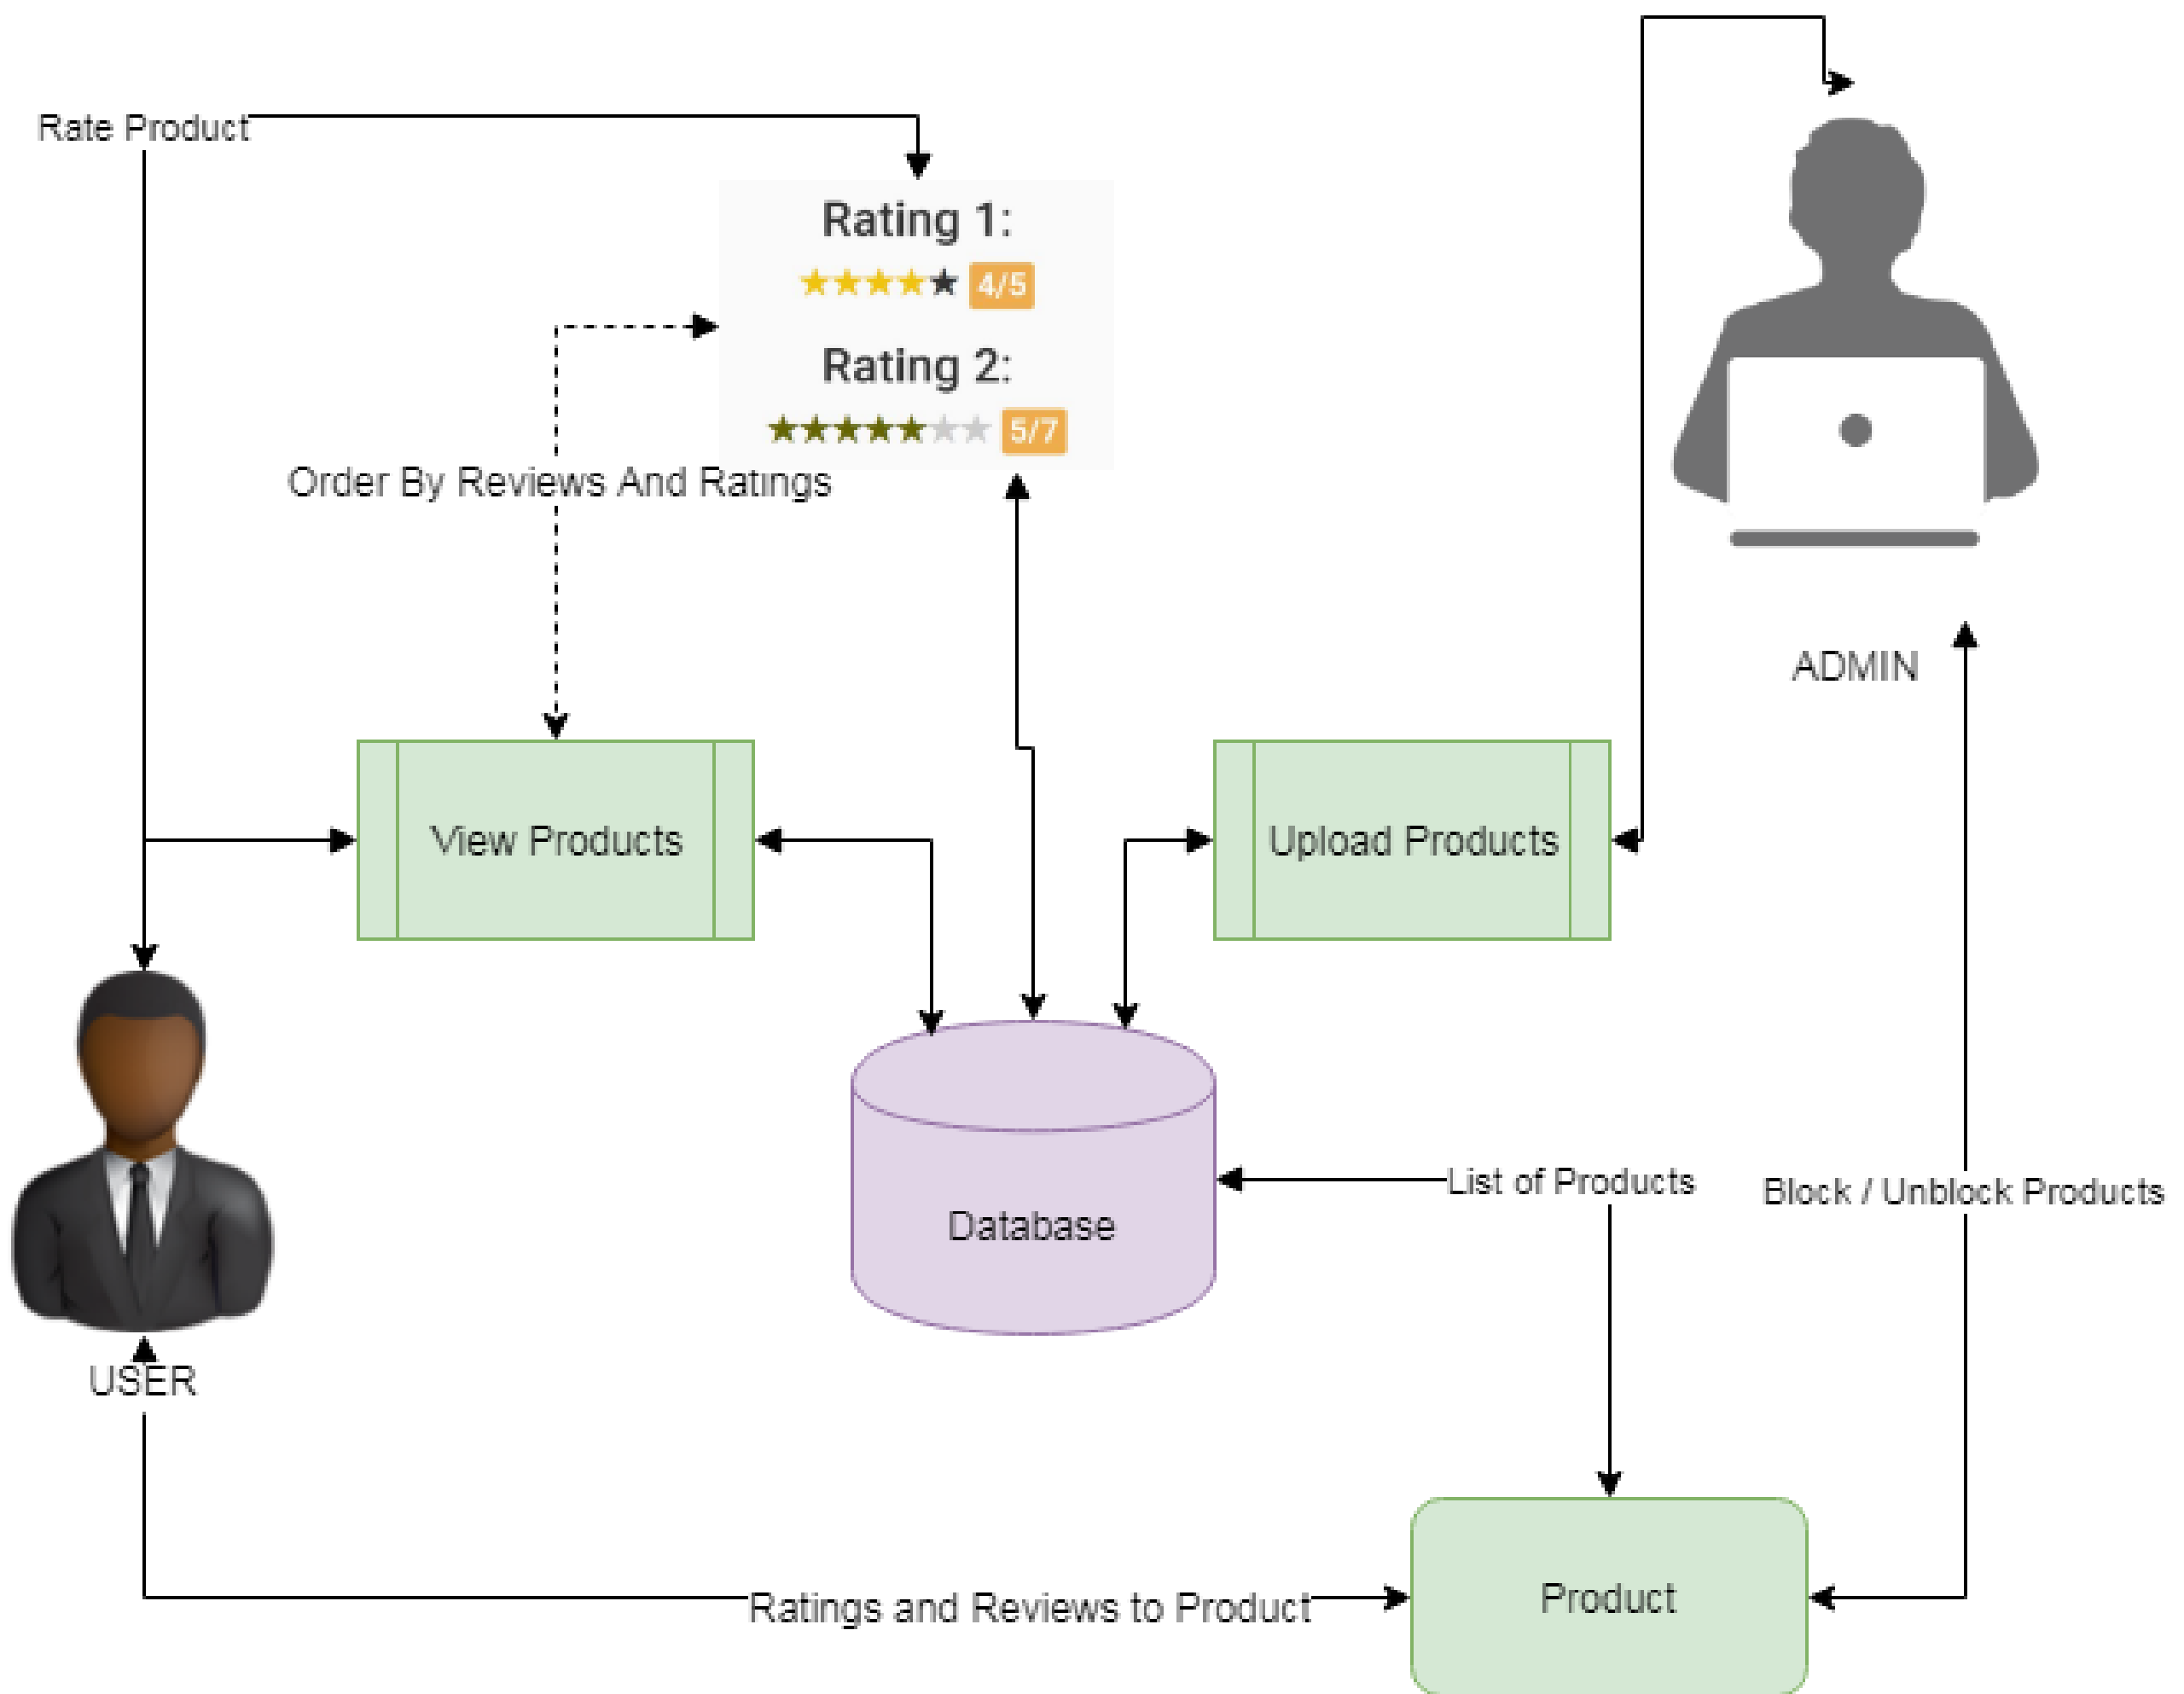 Rate Product
Rating 1:
4/5
Rating 2:
5/7
Order By Reviews And Ratings
ADMIN
View Products
Upload Products
List of Products
Block / Unblock Products
Database
USER
Ratings and Reviews to Product
Product